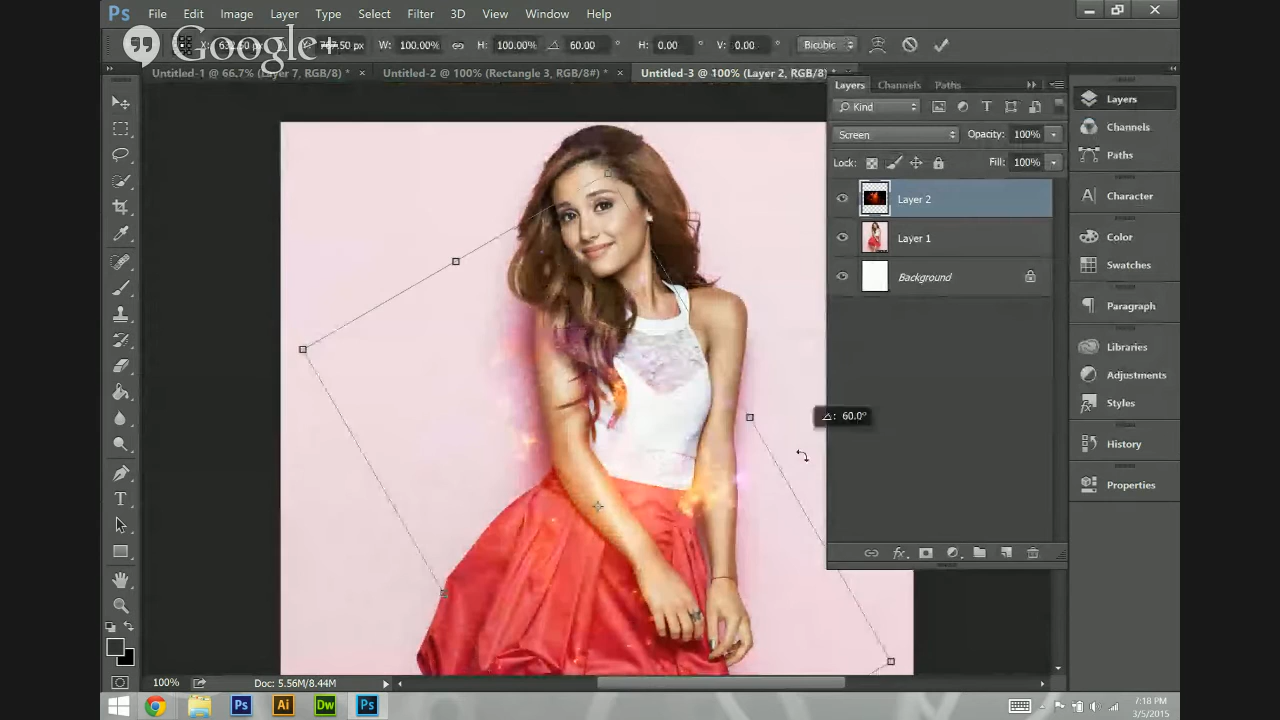 Ps File Edit Image Layer Type Select Filter 3D View Window Help
Google+
W: 100.00% H: 100.00% 60.00 ° H: 0.00 ° V: 0.00 ° Bicubic
Untitled-1 @ 66.7% (Layer 7, RGB/8) * × Untitled-2 @ 100% (Rectangle 3, RGB/8#) * × Untitled-3 @ 100% (Layer 2, RGB/8) *
Layers Channels Paths
Kind
Screen Opacity: 100%
Lock: Fill: 100%
Layer 2
Layer 1
Background
Layers
Channels
Paths
Character
Color
Swatches
Paragraph
Libraries
Adjustments
Styles
History
Properties
: 60.0°
100% Doc: 5.56M/8.44M
Ps Ai Dw Ps
7:18 PM
3/5/2015